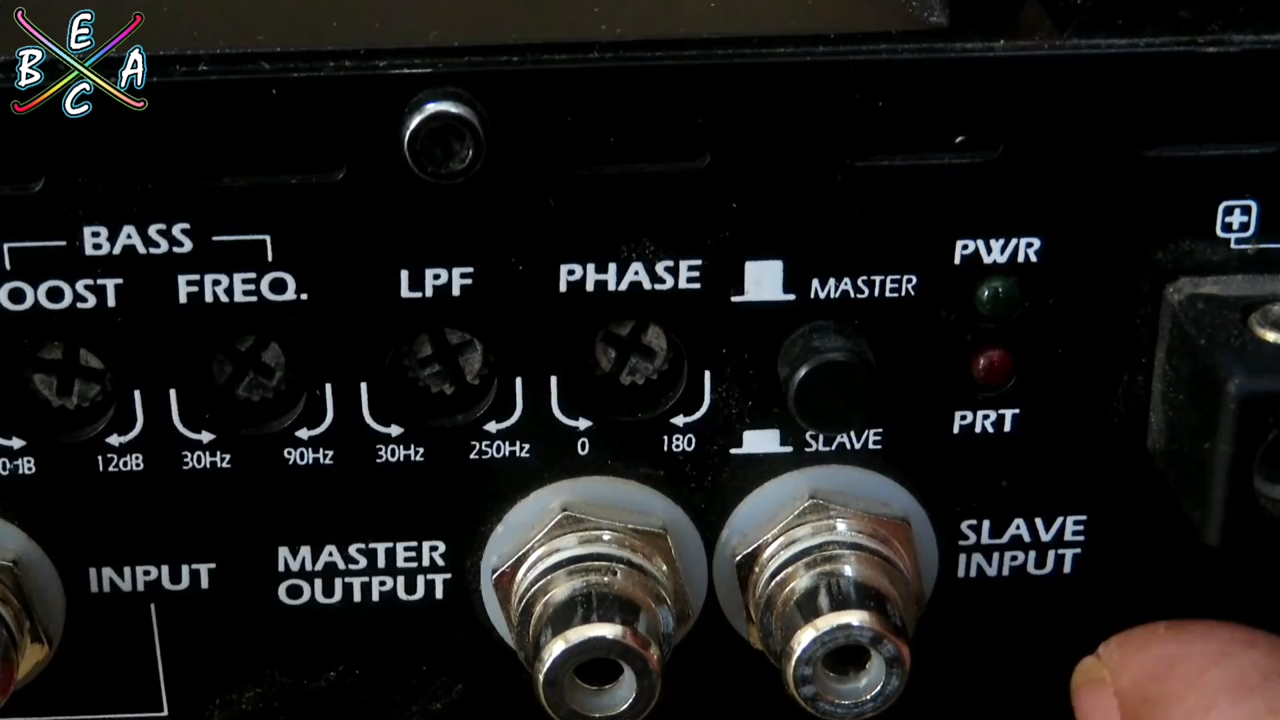 E
B A
C
BASS
OOST FREQ. LPF PHASE MASTER PWR
12dB 30Hz 90Hz 30Hz 250Hz 0 180 SLAVE PRT
INPUT
MASTER
OUTPUT
SLAVE
INPUT